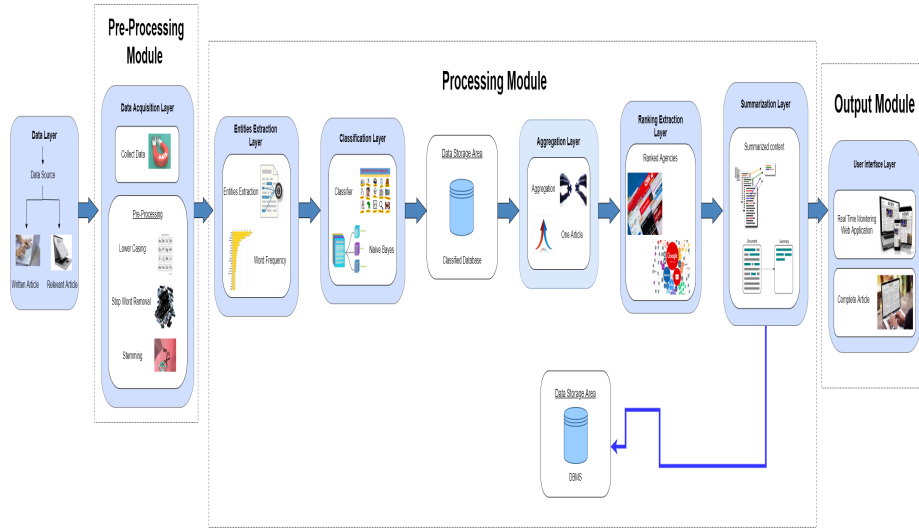 Pre-Processing
Module
Data Layer
Data Source
Written Article
Relevant Article
Data Acquisition Layer
Collect Data
Pre-Processing
Lower Casing
Stop Word Removal
Stemming
Processing Module
Entities Extraction
Layer
Entities Extraction
Word Frequency
Classification Layer
Classifier
Naive Bayes
Data Storage Area
Classified Database
Aggregation Layer
Aggregation
One Article
Ranking Extraction
Layer
Ranked Agencies
Google
Summarization Layer
Summarized content
Document
Summary
Data Storage Area
DBMS
Output Module
User Interface Layer
Real Time Monitoring
Web Application
NEWS
Complete Article